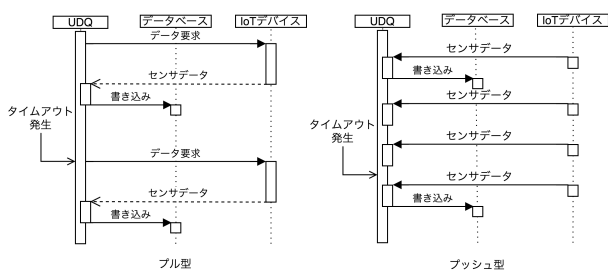 UDQ
データベース
IoTデバイス
データ要求
センサデータ
書き込み
タイムアウト
発生
データ要求
センサデータ
書き込み
プル型
UDQ
データベース
IoTデバイス
センサデータ
書き込み
センサデータ
タイムアウト
発生
センサデータ
センサデータ
書き込み
プッシュ型